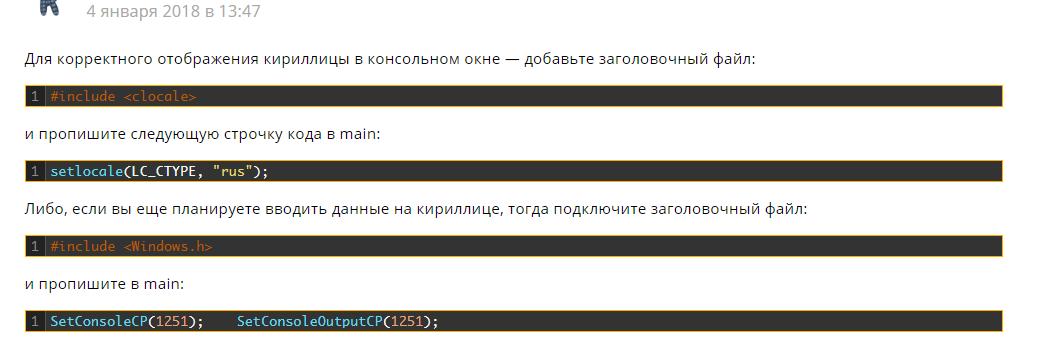 4 января 2018 в 13:47
Для корректного отображения кириллицы в консольном окне — добавьте заголовочный файл:
1 #include <clocale>
и пропишите следующую строчку кода в main:
1 setlocale(LC_CTYPE, "rus");
Либо, если вы еще планируете вводить данные на кириллице, тогда подключите заголовочный файл:
1 #include <Windows.h>
и пропишите в main:
1 SetConsoleCP(1251);    SetConsoleOutputCP(1251);